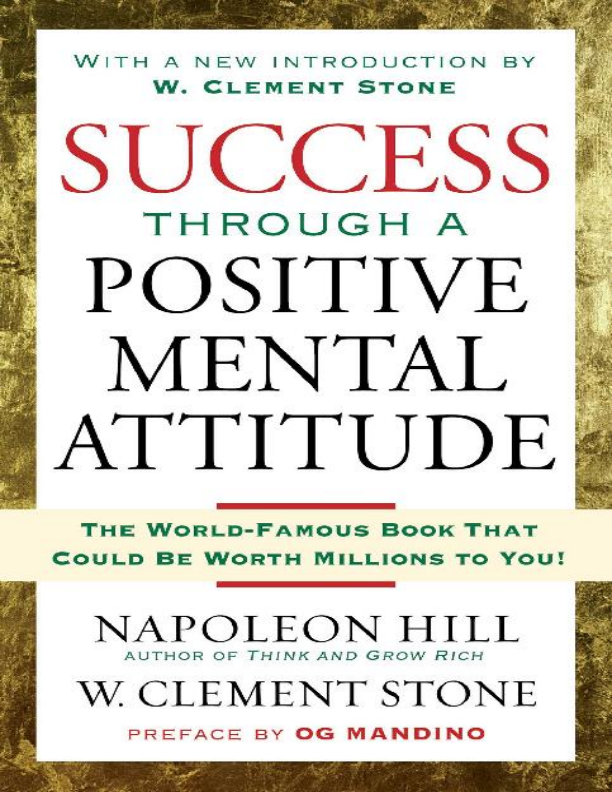 WITH A NEW INTRODUCTION BY
W. CLEMENT STONE
SUCCESS
THROUGH A
POSITIVE
MENTAL
ATTITUDE
THE WORLD-FAMOUS BOOK THAT
COULD BE WORTH MILLIONS TO YOU!
NAPOLEON HILL
AUTHOR OF THINK AND GROW RICH
W. CLEMENT STONE
PREFACE BY OG MANDINO